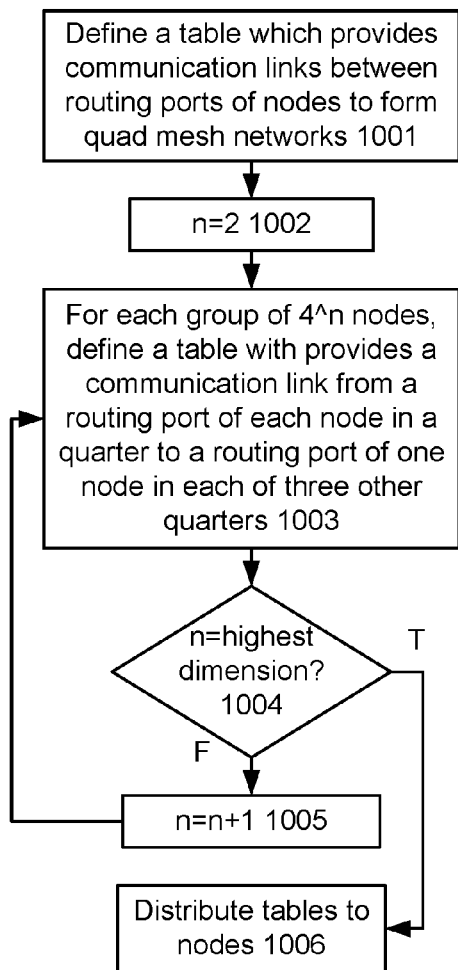 Define a table which provides
communication links between
routing ports of nodes to form
quad mesh networks 1001
n=2 1002
For each group of 4^n nodes,
define a table with provides a
communication link from a
routing port of each node in a
quarter to a routing port of one
node in each of three other
quarters 1003
n=highest
dimension?
1004
T
F
n=n+1 1005
Distribute tables to
nodes 1006